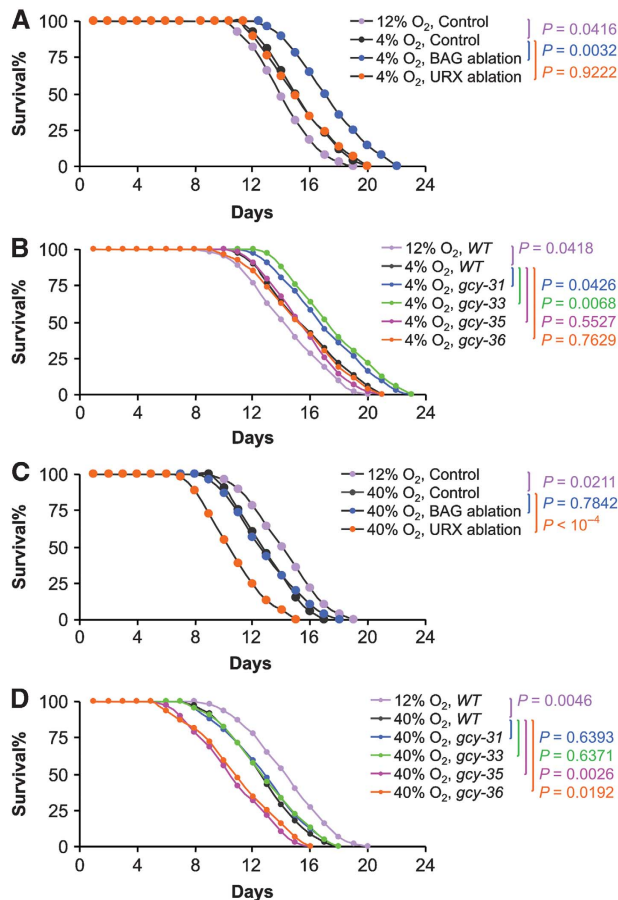 A
Survival%
100
75
50
25
0
0 4 8 12 16 20 24
Days
12% O2, Control
4% O2, Control
4% O2, BAG ablation
4% O2, URX ablation
P = 0.0416
P = 0.0032
P = 0.9222
B
Survival%
100
75
50
25
0
0 4 8 12 16 20 24
Days
12% O2, WT
4% O2, WT
4% O2, gcy-31
4% O2, gcy-33
4% O2, gcy-35
4% O2, gcy-36
P = 0.0418
P = 0.0426
P = 0.0068
P = 0.5527
P = 0.7629
C
Survival%
100
75
50
25
0
0 4 8 12 16 20 24
Days
12% O2, Control
40% O2, Control
40% O2, BAG ablation
40% O2, URX ablation
P = 0.0211
P = 0.7842
P < 10⁻⁴
D
Survival%
100
75
50
25
0
0 4 8 12 16 20 24
Days
12% O2, WT
40% O2, WT
40% O2, gcy-31
40% O2, gcy-33
40% O2, gcy-35
40% O2, gcy-36
P = 0.0046
P = 0.6393
P = 0.6371
P = 0.0026
P = 0.0192